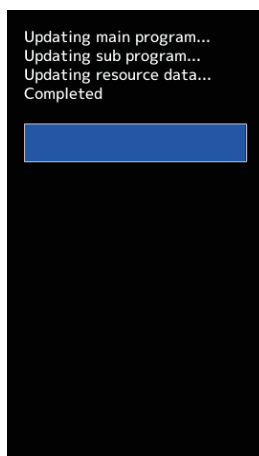 Updating main program...
Updating sub program...
Updating resource data...
Completed